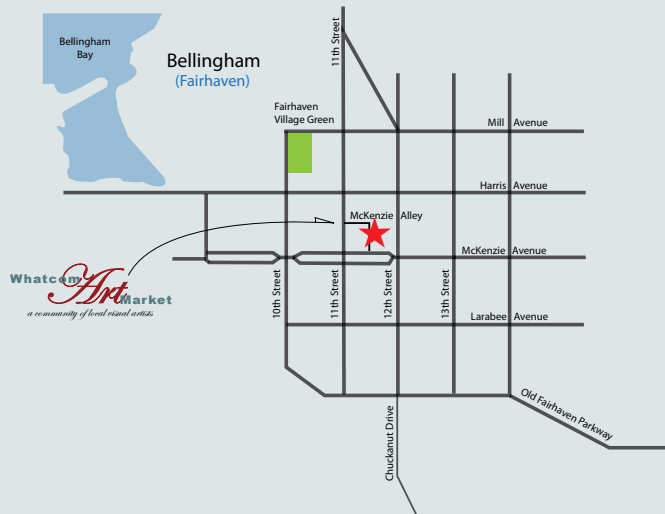 Bellingham
Bay
Bellingham
(Fairhaven)
11th Street
Fairhaven
Village Green
Mill Avenue
Harris Avenue
McKenzie Alley
McKenzie Avenue
Whatcom
Art
Market
a community of local visual artists
10th Street
11th Street
12th Street
13th Street
Larabee Avenue
Old Fairhaven Parkway
Chuckanut Drive